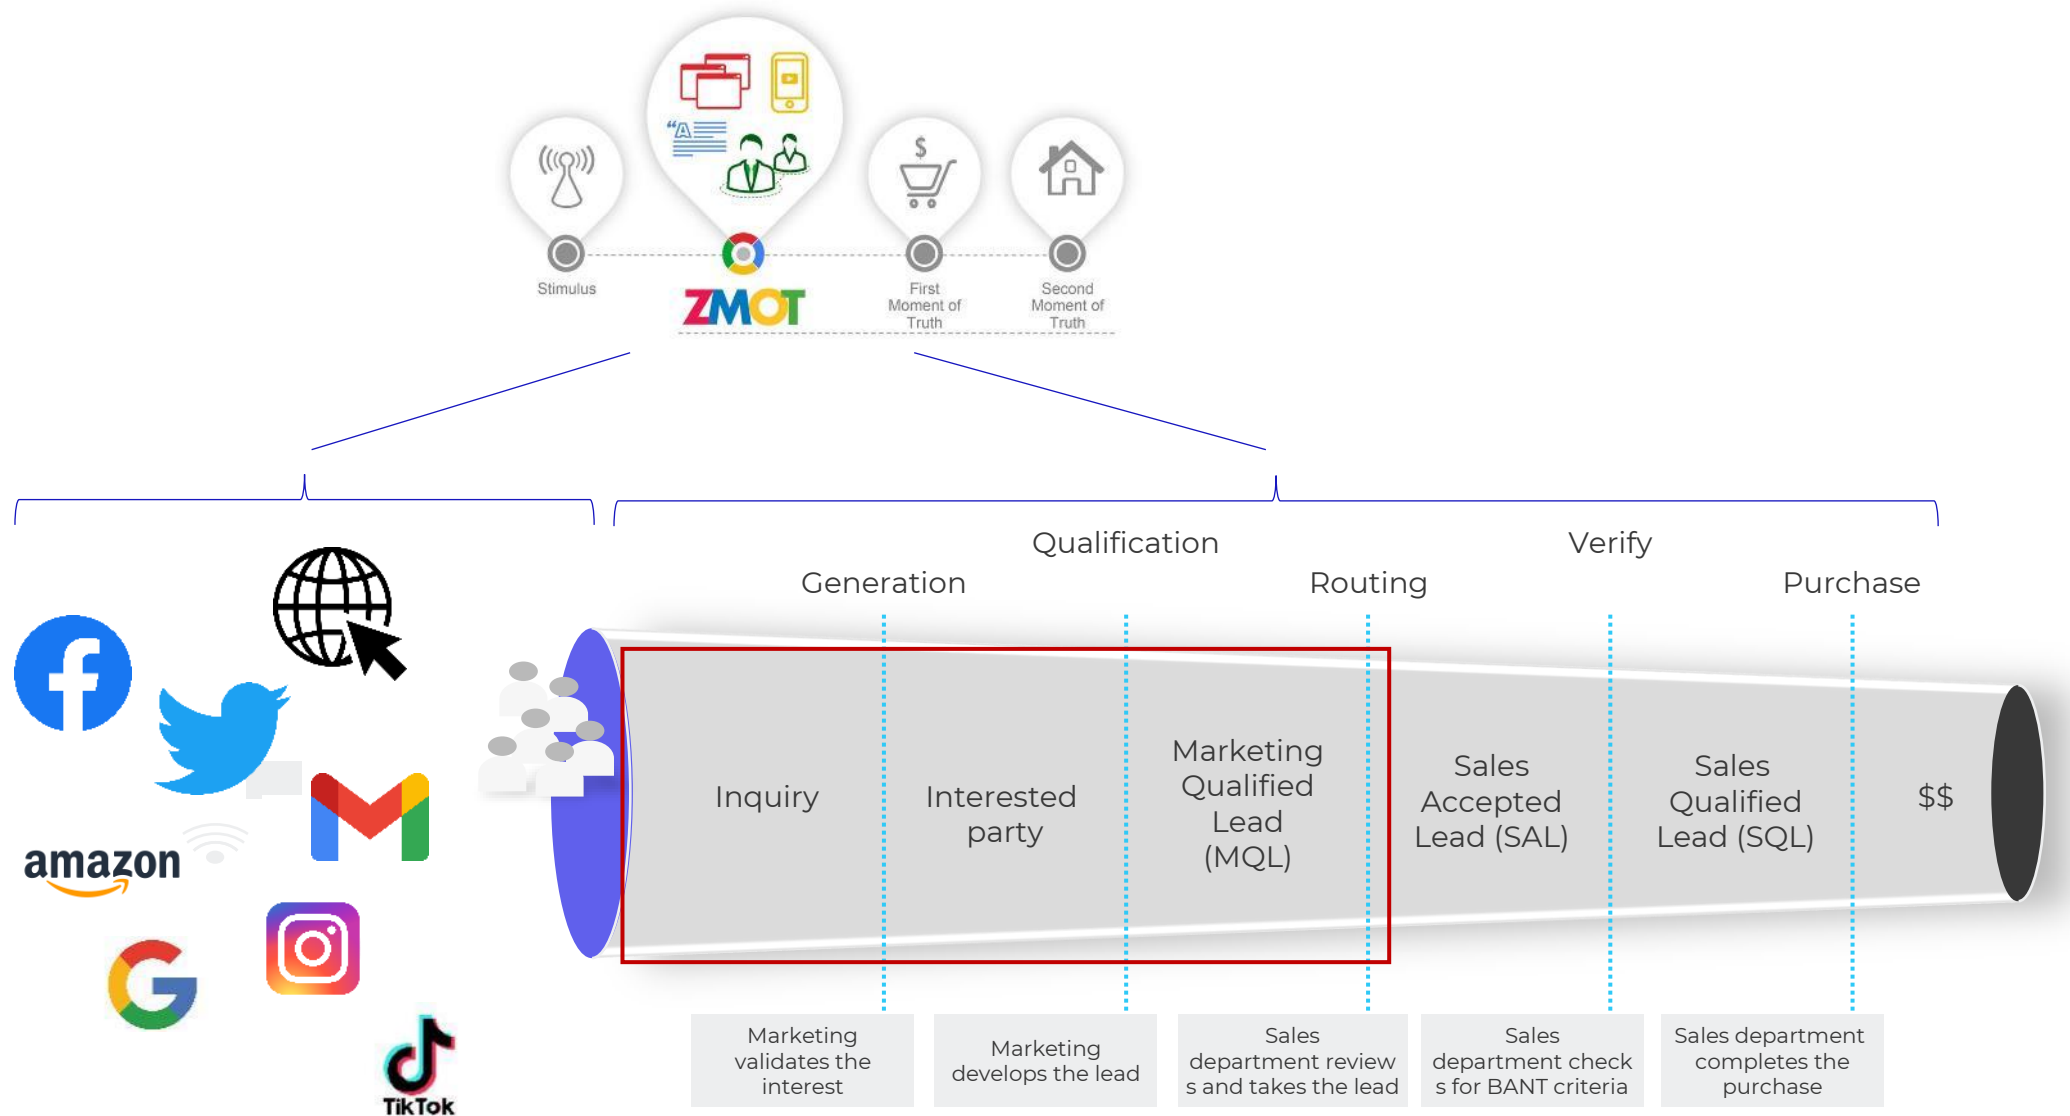 “A
$
Stimulus
ZMOT
First
Moment of
Truth
Second
Moment of
Truth
Qualification
Verify
Generation
Routing
Purchase
amazon
TikTok
Inquiry
Interested
party
Marketing
Qualified
Lead
(MQL)
Sales
Accepted
Lead (SAL)
Sales
Qualified
Lead (SQL)
$$
Marketing
validates the
interest
Marketing
develops the lead
Sales
department review
s and takes the lead
Sales
department check
s for BANT criteria
Sales department
completes the
purchase